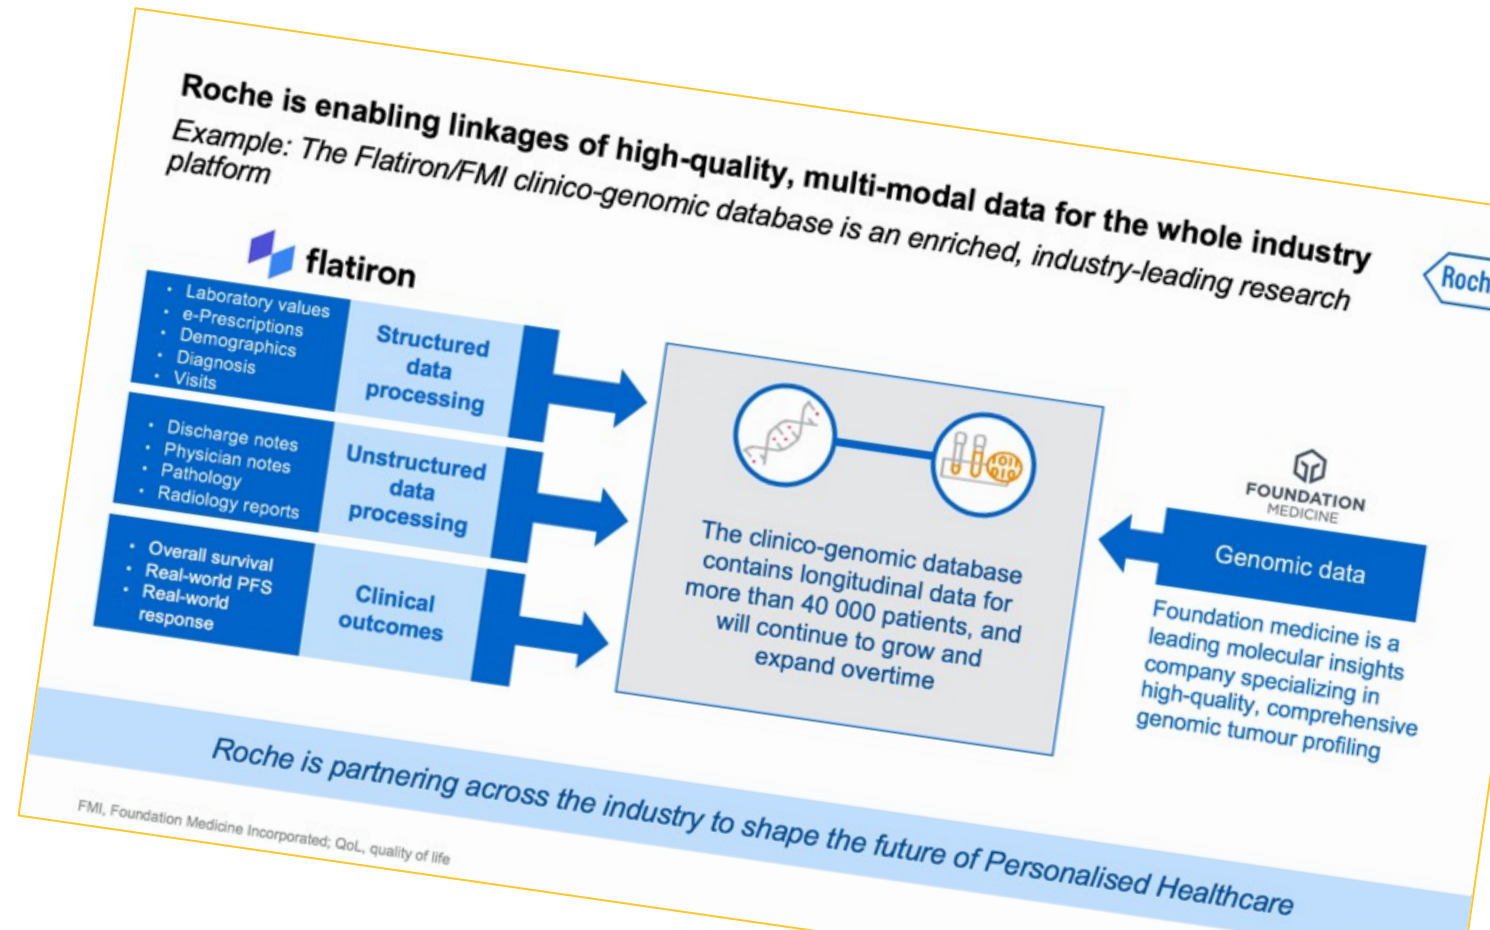 Roche is enabling linkages of high-quality, multi-modal data for the whole industry
Example: The Flatiron/FMI clinico-genomic database is an enriched, industry-leading research
platform
Roch
flatiron
• Laboratory values
• e-Prescriptions
• Demographics
• Diagnosis
• Visits
Structured
data
processing
• Discharge notes
• Physician notes
• Pathology
• Radiology reports
Unstructured
data
processing
• Overall survival
• Real-world PFS
• Real-world
response
Clinical
outcomes
The clinico-genomic database
contains longitudinal data for
more than 40 000 patients, and
will continue to grow and
expand overtime
FOUNDATION
MEDICINE
Genomic data
Foundation medicine is a
leading molecular insights
company specializing in
high-quality, comprehensive
genomic tumour profiling
Roche is partnering across the industry to shape the future of Personalised Healthcare
FMI, Foundation Medicine Incorporated; QoL, quality of life